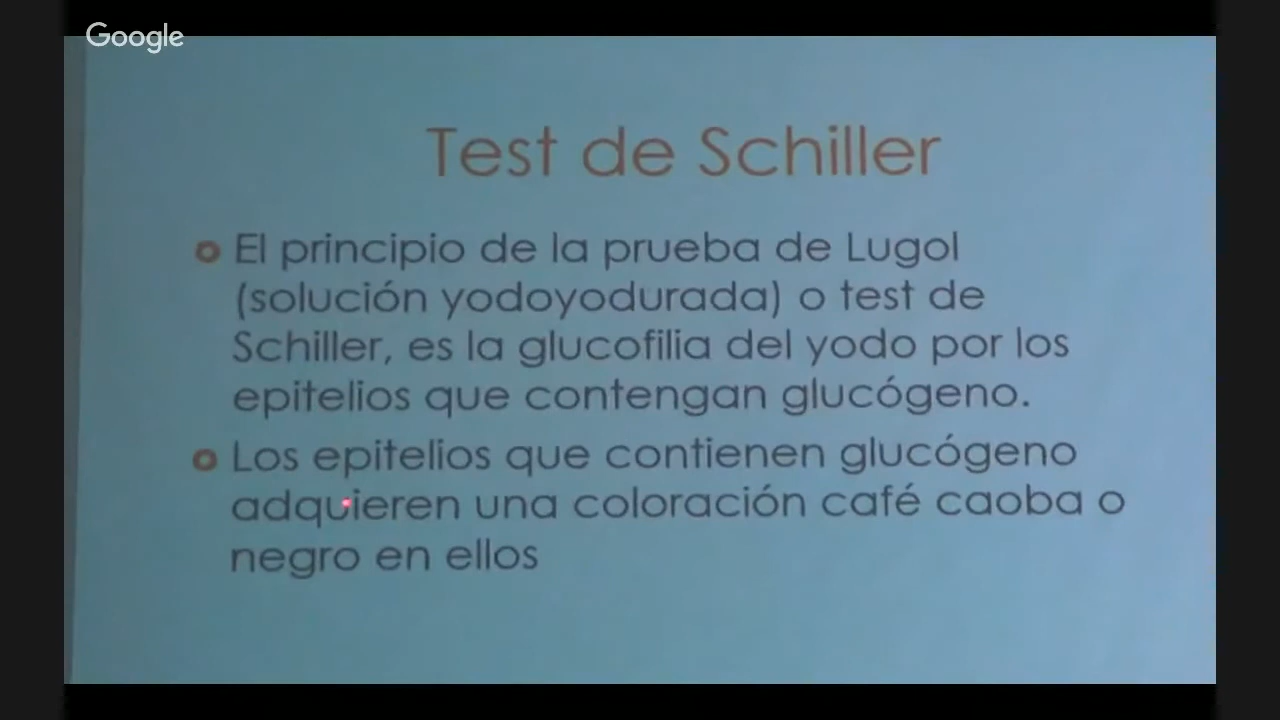 Google
Test de Schiller
El principio de la prueba de Lugol
(solución yodoyodurada) o test de
Schiller, es la glucofilia del yodo por los
epitelios que contengan glucógeno.
Los epitelios que contienen glucógeno
adquieren una coloración café caoba o
negro en ellos